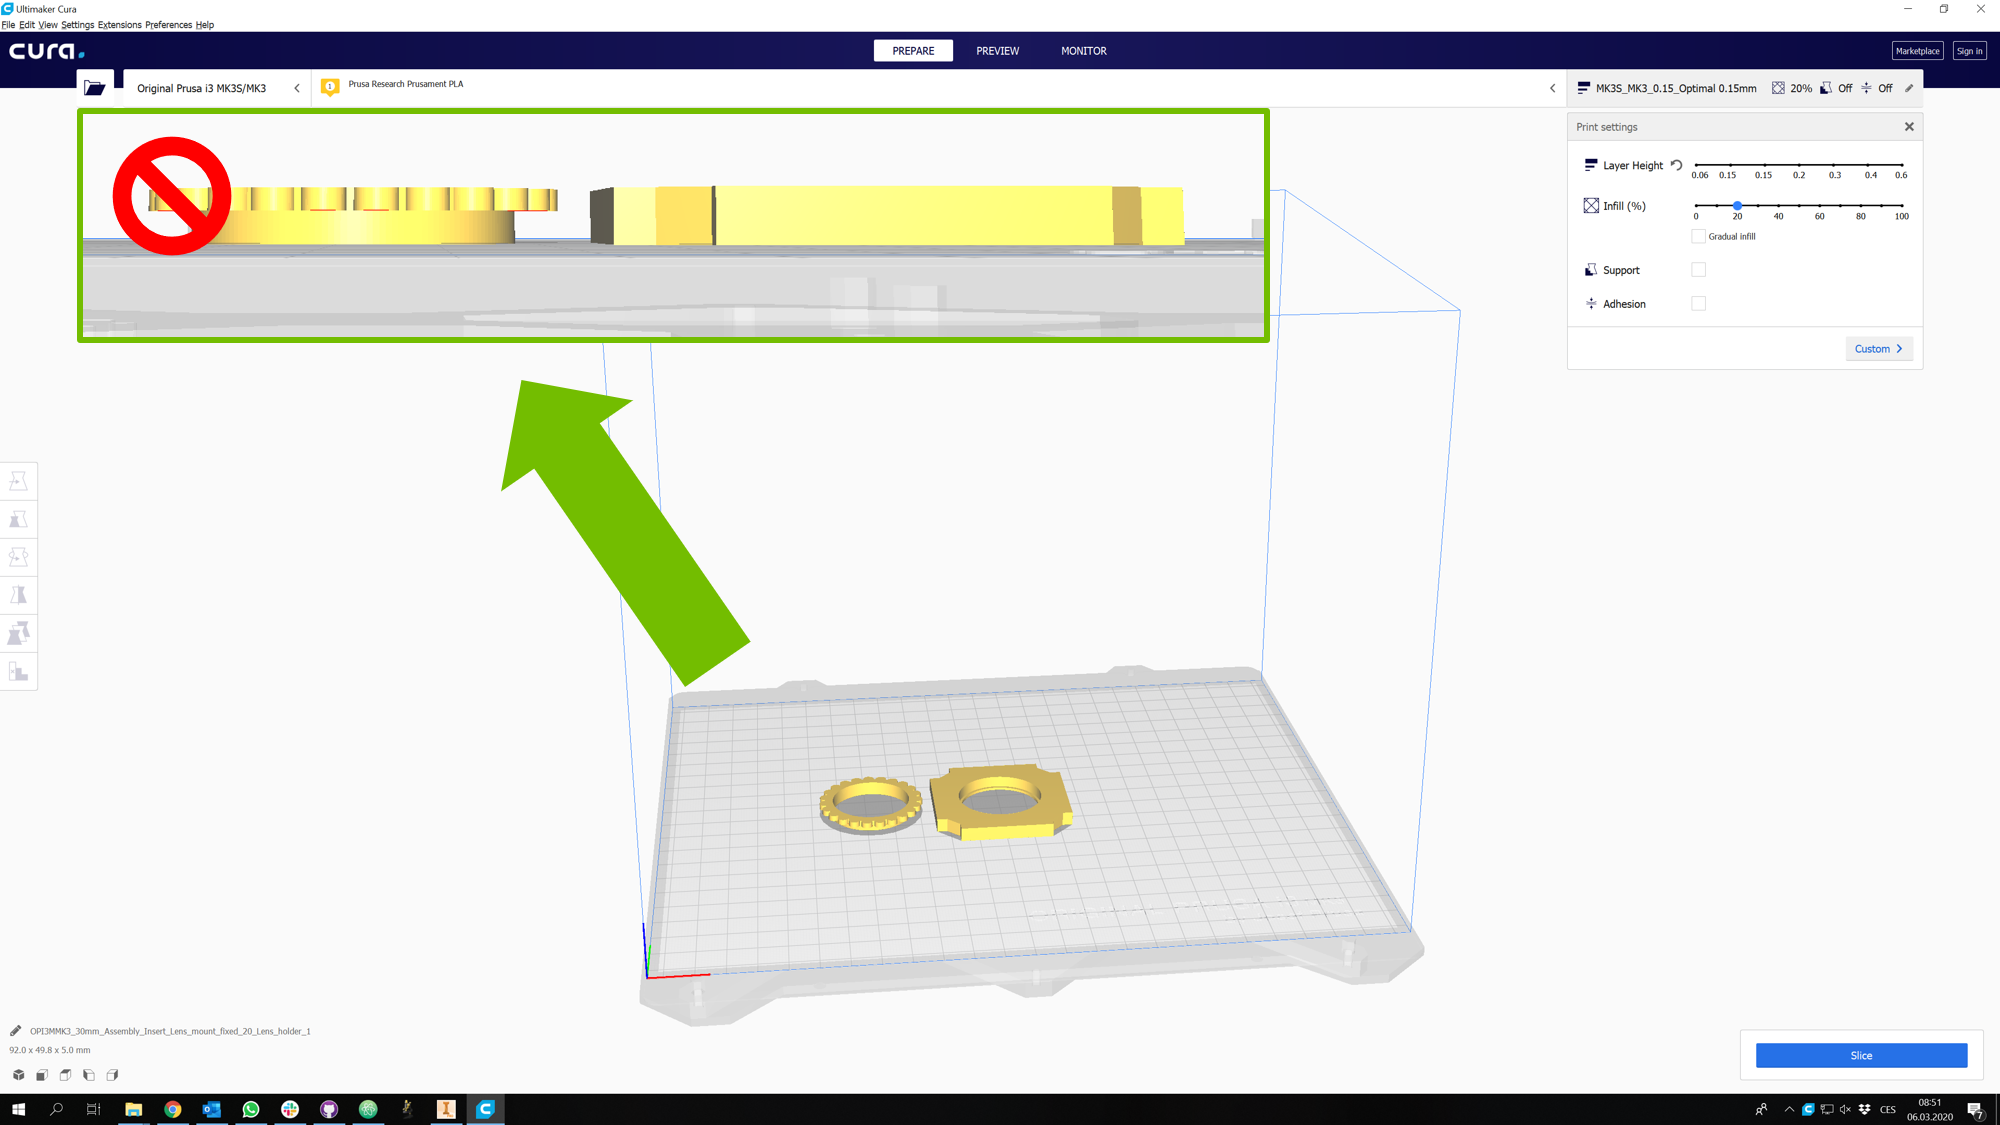 Ultimaker Cura
File Edit View Settings Extensions Preferences Help
cura.
PREPARE
PREVIEW
MONITOR
Marketplace
Sign in
Original Prusa i3 MK3S/MK3
1
Prusa Research Prusament PLA
MK3S_MK3_0.15_Optimal 0.15mm
20%
Off
Off
Print settings
Layer Height
0.06 0.15 0.15 0.2 0.3 0.4 0.6
Infill (%)
0 20 40 60 80 100
Gradual infill
Support
Adhesion
Custom
OPI3MMK3_30mm_Assembly_Insert_Lens_mount_fixed_20_Lens_holder_1
92.0 x 49.8 x 5.0 mm
Slice
CES
08:51
06.03.2020
7